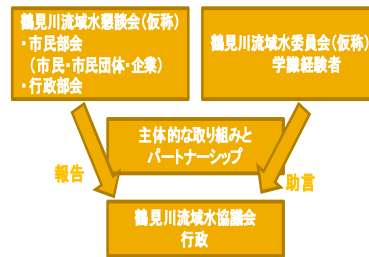 鶴見川流域水懇談会(仮称)
・市民部会
(市民・市民団体・企業)
・行政部会
鶴見川流域水委員会(仮称)
学識経験者
主体的な取り組みと
パートナーシップ
報告
助言
鶴見川流域水協議会
行政